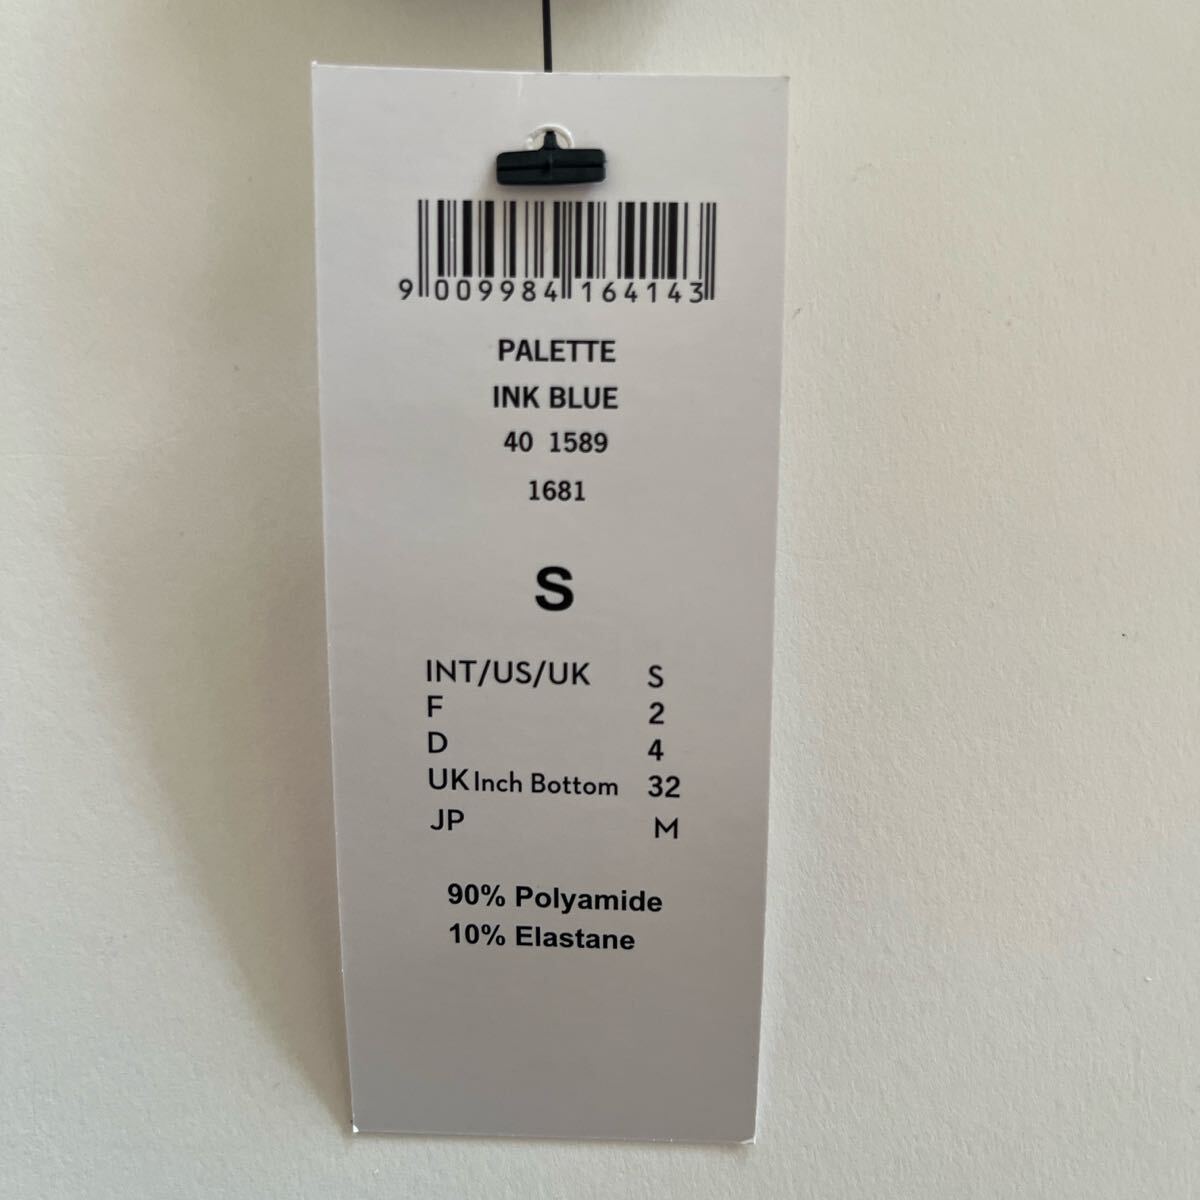 9 009984 164143
PALETTE
INK BLUE
40 1589
1681
S
INT/US/UK S
F 2
D 4
UK Inch Bottom 32
JP M
90% Polyamide
10% Elastane